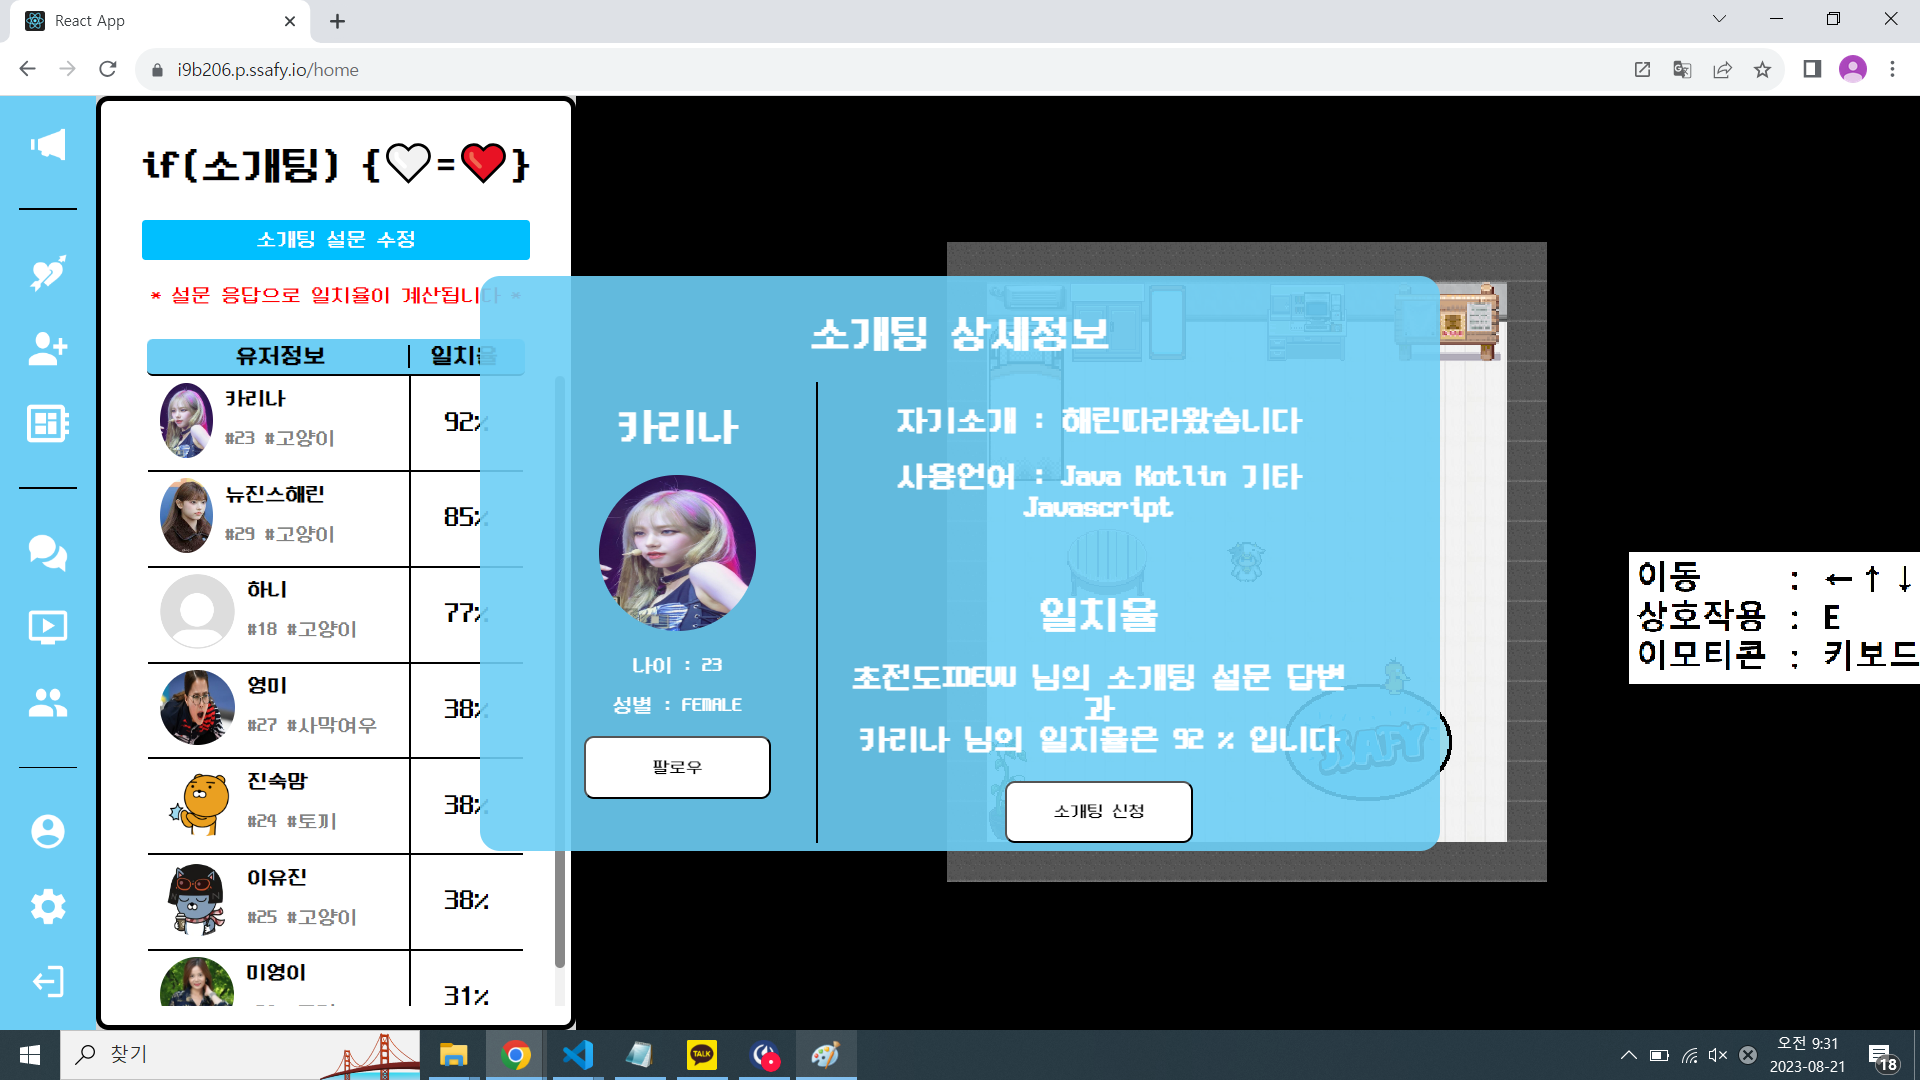 React App
i9b206.p.ssafy.io/home
if(소개팅) {🤍=❤️}
소개팅 설문 수정
* 설문 응답으로 일치율이 계산됩니다 *
유저정보
일치율
카리나
#23 #고양이
92%
뉴진스해린
#29 #고양이
85%
하니
#18 #고양이
77%
영미
#27 #사막여우
38%
진숙맘
#24 #토끼
38%
이유진
#25 #고양이
38%
미영이
31%
소개팅 상세정보
카리나
나이 : 23
성별 : FEMALE
팔로우
자기소개 : 해린따라왔습니다
사용언어 : Java Kotlin 기타
Javascript
일치율
초전도IDEVU 님의 소개팅 설문 답변
과
카리나 님의 일치율은 92 % 입니다
소개팅 신청
SSAFY
이동 : ← ↑ ↓
상호작용 : E
이모티콘 : 키보드
찾기
TALK
오전 9:31
2023-08-21
18